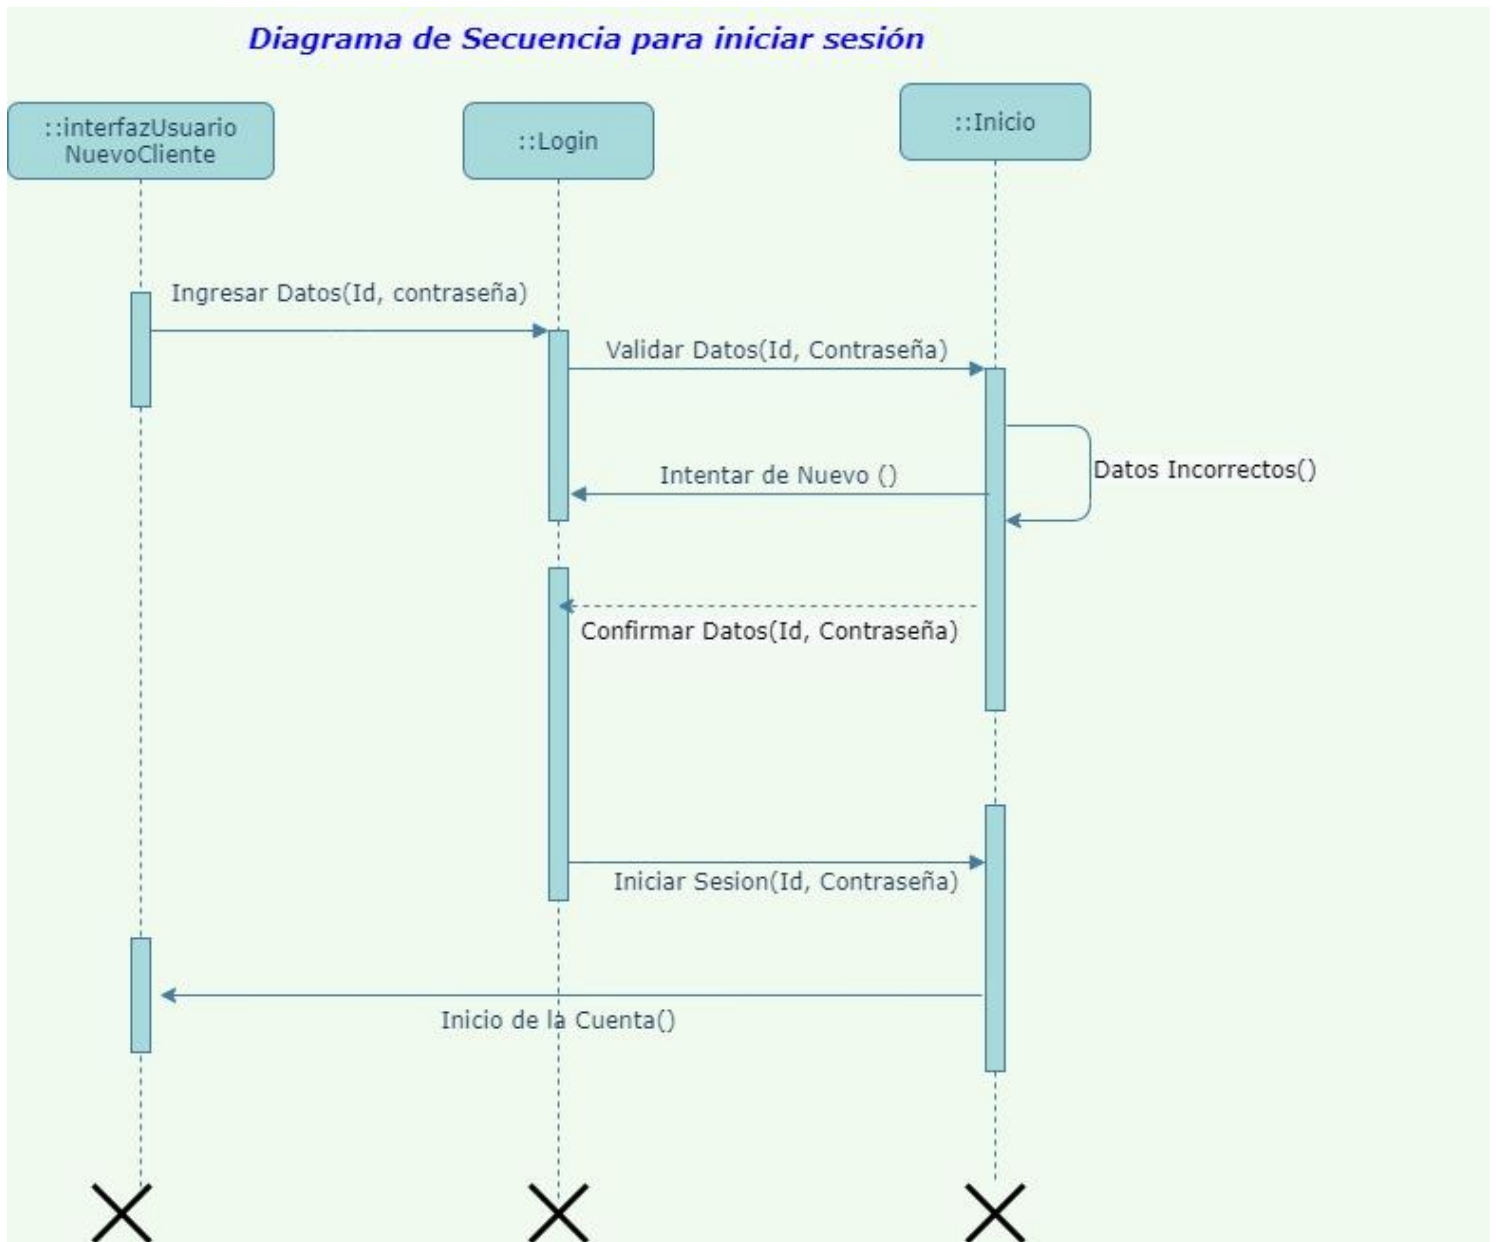 Diagrama de Secuencia para iniciar sesión
::interfazUsuario
NuevoCliente
::Login
::Inicio
Ingresar Datos(Id, contraseña)
Validar Datos(Id, Contraseña)
Datos Incorrectos()
Intentar de Nuevo ()
Confirmar Datos(Id, Contraseña)
Iniciar Sesion(Id, Contraseña)
Inicio de la Cuenta()